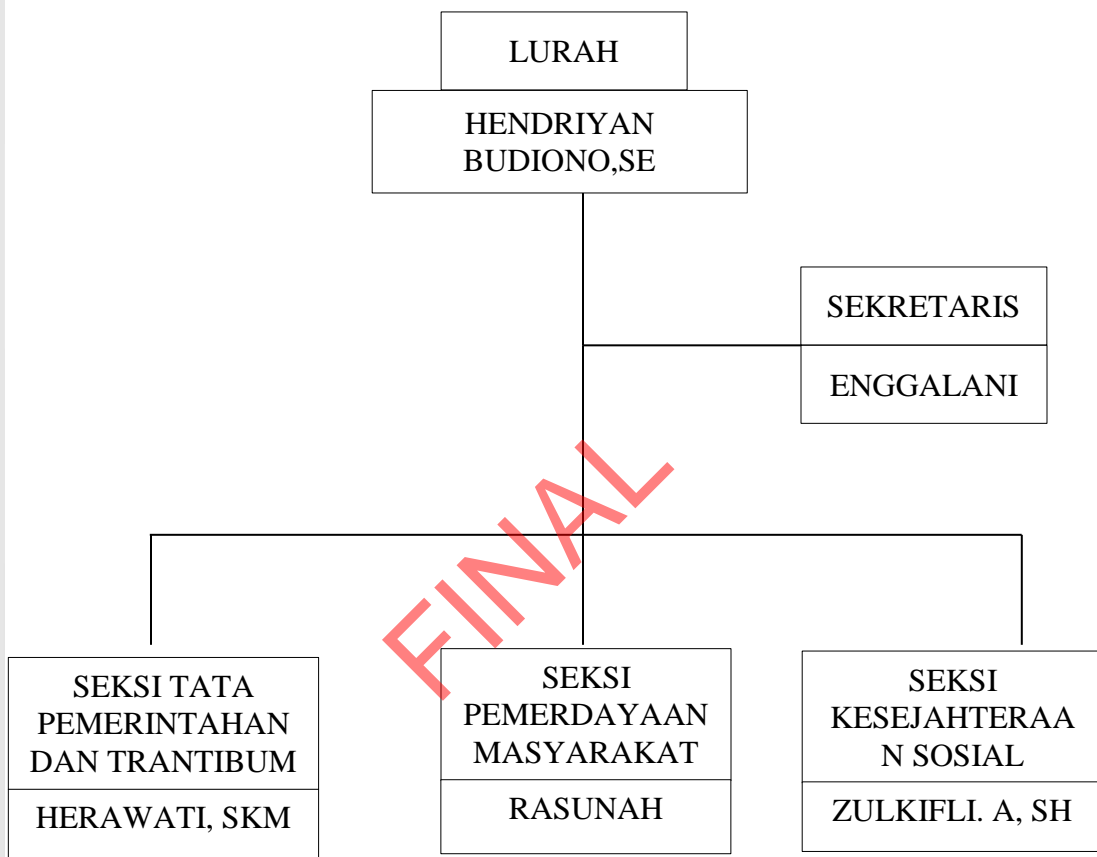 LURAH
HENDRIYAN
BUDIONO,SE
SEKRETARIS
ENGGALANI
FINAL
SEKSI TATA
PEMERINTAHAN
DAN TRANTIBUM
HERAWATI, SKM
SEKSI
PEMERDAYAAN
MASYARAKAT
RASUNAH
SEKSI
KESEJAHTERAA
N SOSIAL
ZULKIFLI. A, SH